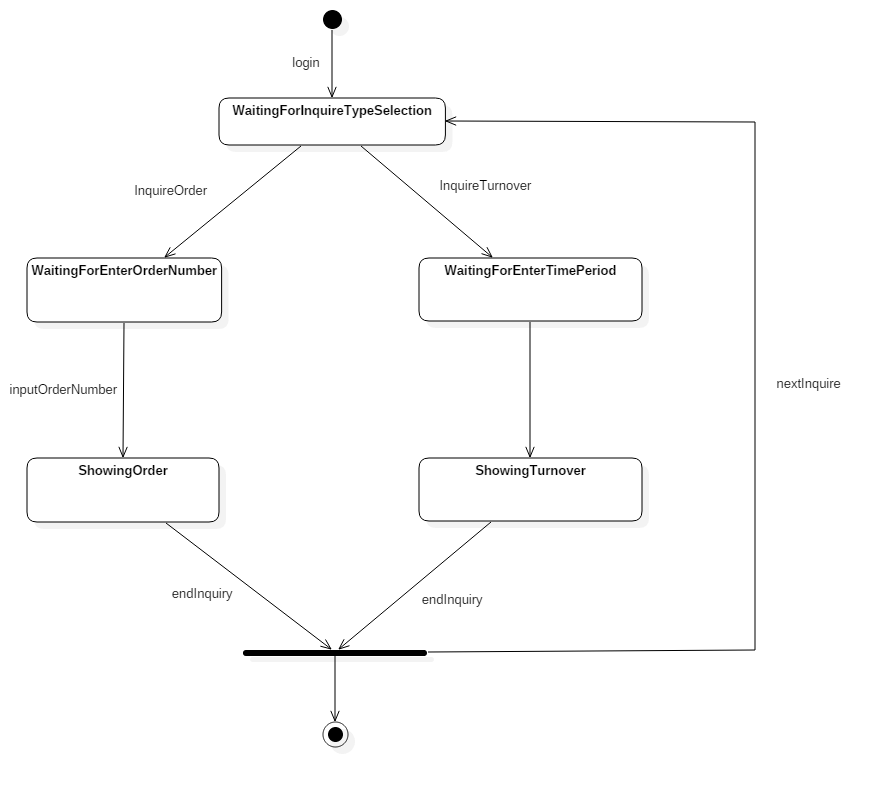 login
WaitingForInquireTypeSelection
InquireOrder
InquireTurnover
WaitingForEnterOrderNumber
WaitingForEnterTimePeriod
inputOrderNumber
nextInquire
ShowingOrder
ShowingTurnover
endInquiry
endInquiry